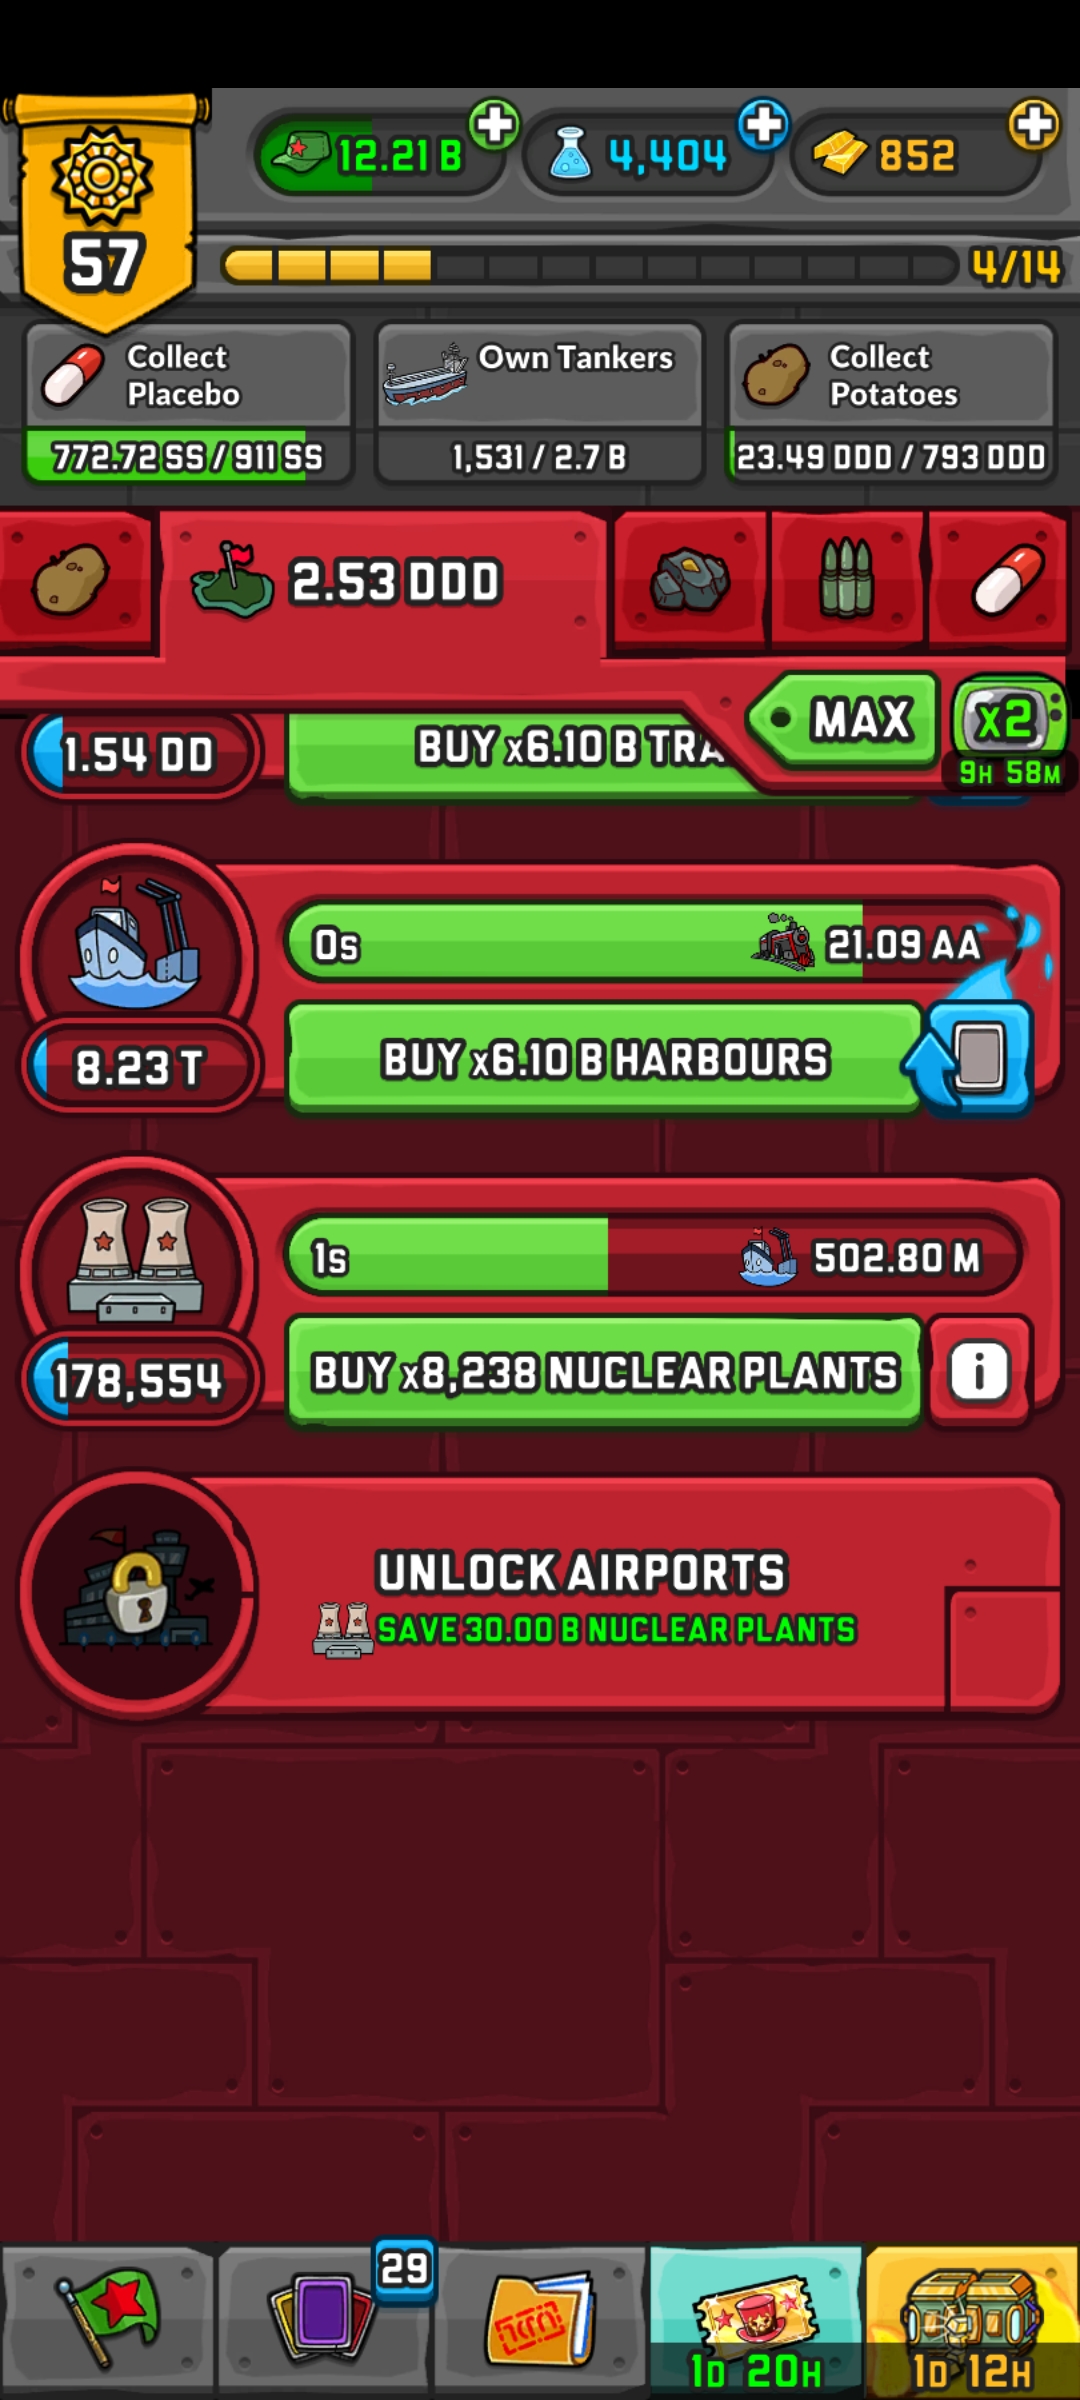 12.21 B
4,404
852
57
4/14
Collect
Placebo
772.72 SS / 911 SS
Own Tankers
1,531 / 2.7 B
Collect
Potatoes
23.49 DDD / 793 DDD
2.53 DDD
MAX
x2
9H 58M
1.54 DD
BUY x6.10 B TRA
0s
21.09 AA
8.23 T
BUY x6.10 B HARBOURS
1s
502.80 M
178,554
BUY x8,238 NUCLEAR PLANTS
i
UNLOCK AIRPORTS
SAVE 30.00 B NUCLEAR PLANTS
29
1D 20H
1D 12H